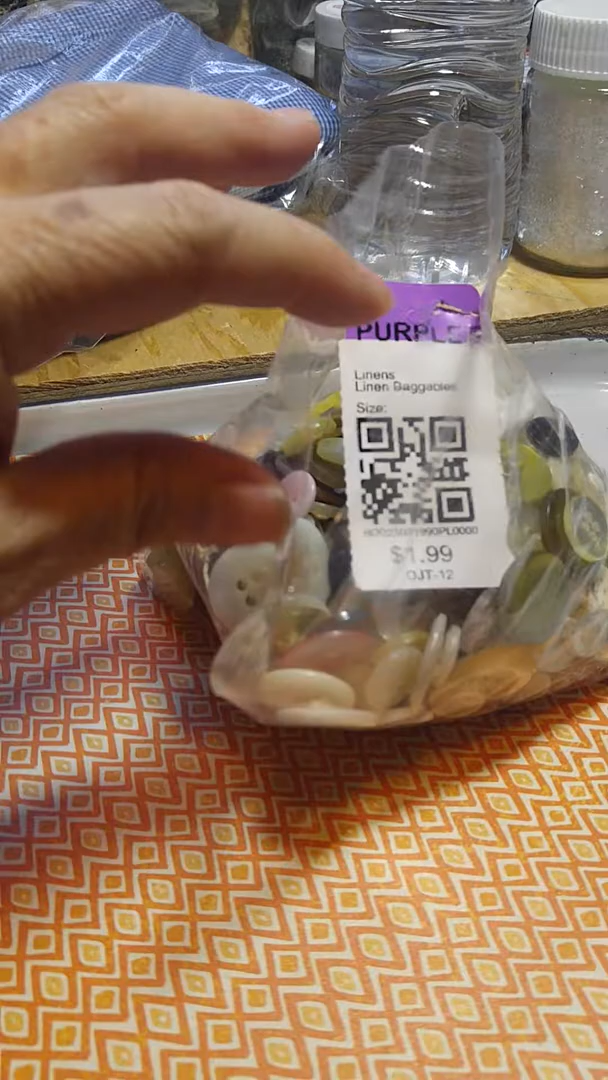 PURPLE
Linens
Linen Baggables
Size:
$1.99
OJT-12